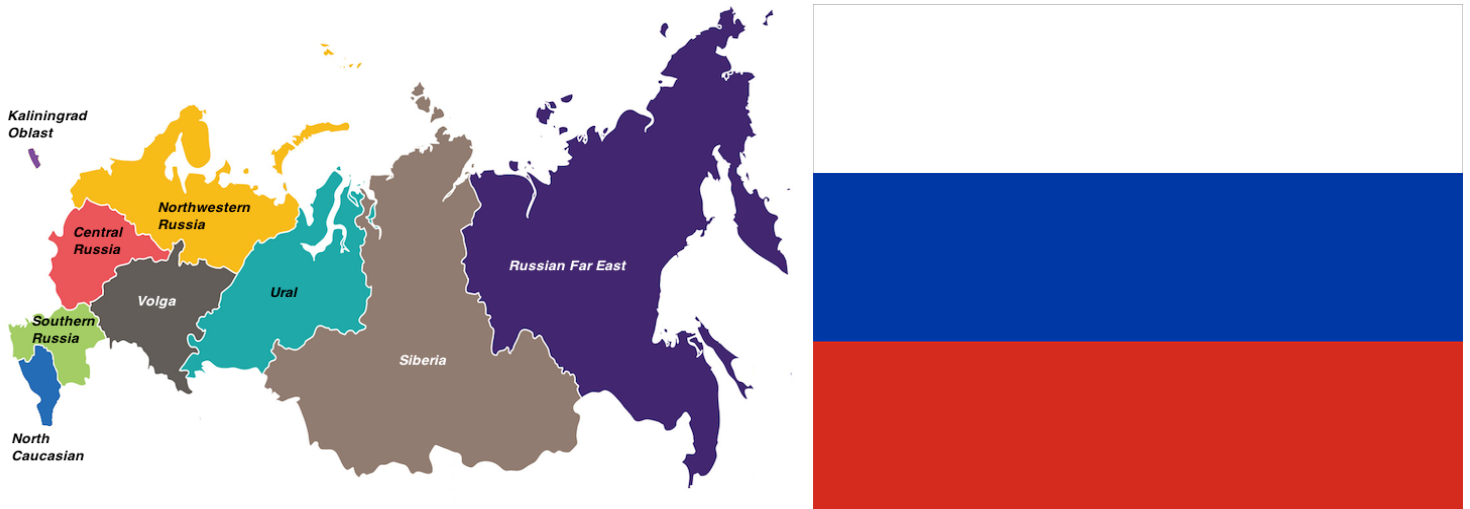 Kaliningrad
Oblast
Northwestern
Russia
Central
Russia
Russian Far East
Ural
Volga
Southern
Russia
Siberia
North
Caucasian